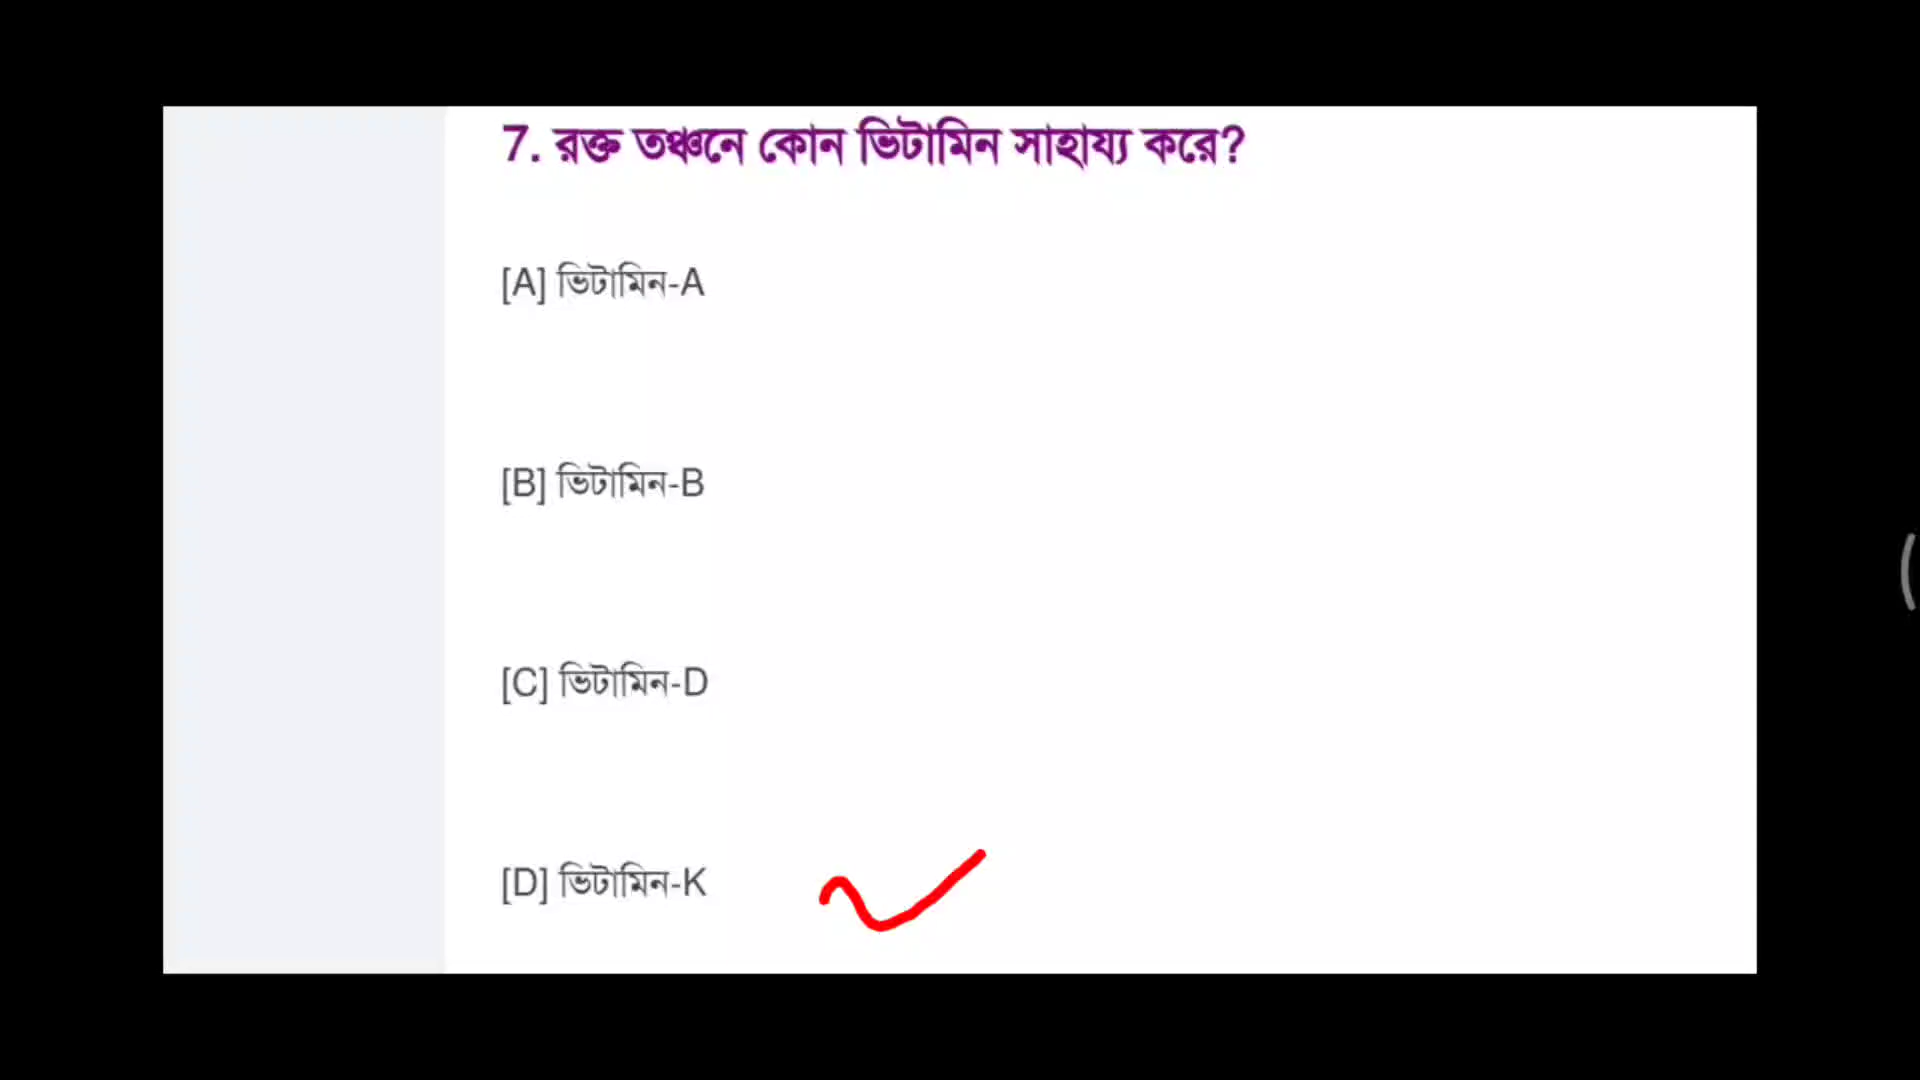 7. রক্ত তঞ্চনে কোন ভিটামিন সাহায্য করে?
[A] ভিটামিন-A
[B] ভিটামিন-B
[C] ভিটামিন-D
[D] ভিটামিন-K